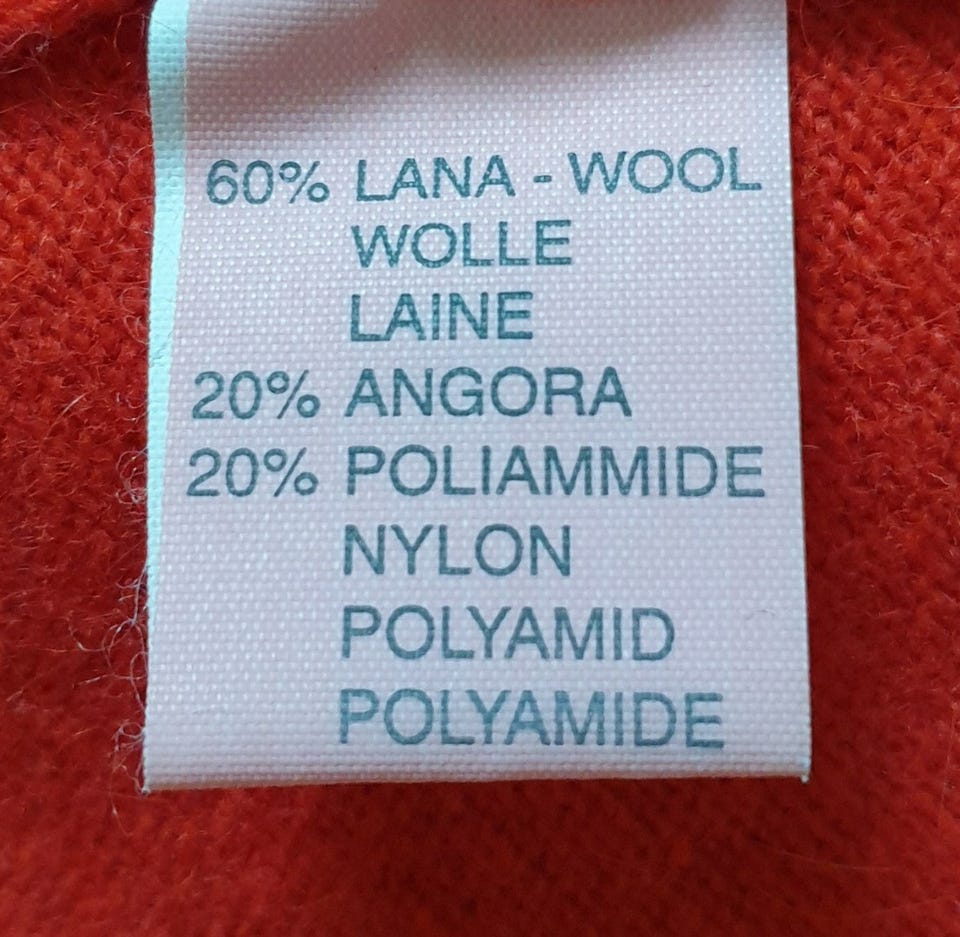 60% LANA - WOOL
WOLLE
LAINE
20% ANGORA
20% POLIAMMIDE
NYLON
POLYAMID
POLYAMIDE